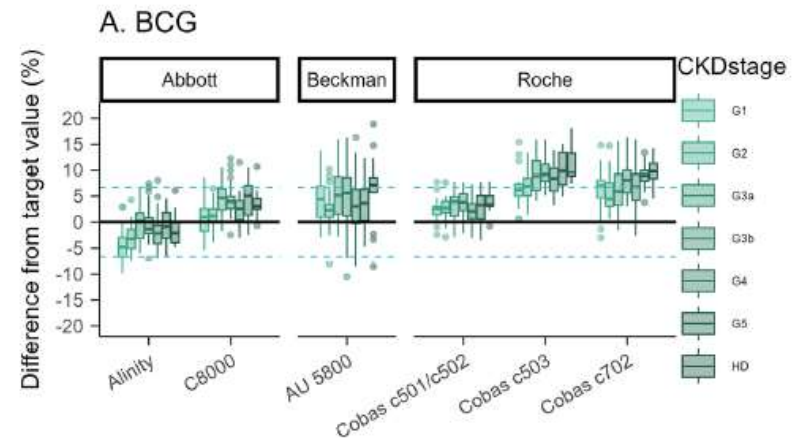 A. BCG
Difference from target value (%)
Abbott
Beckman
Roche
20
15
10
5
0
-5
-10
-15
-20
Alinity
C8000
AU 5800
Cobas c501/c502
Cobas c503
Cobas c702
CKDstage
G1
G2
G3a
G3b
G4
G5
HD